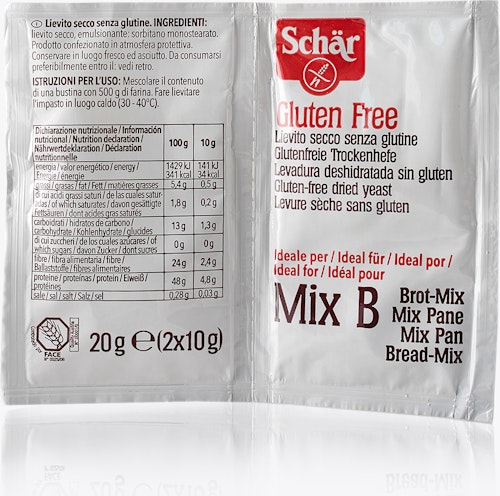 Lievito secco senza glutine. INGREDIENTI:
lievito secco, emulsionante: sorbitano monostearato.
Prodotto confezionato in atmosfera protettiva.
Conservare in luogo fresco ed asciutto. Da consumarsi
preferibilmente entro il: vedi retro.
ISTRUZIONI PER L'USO: Mescolare il contenuto
di una bustina con 500 g di farina. Fare lievitare
l'impasto in luogo caldo (30 - 40°C).
Dichiarazione nutrizionale / Información
nutricional / Nutrition declaration /
Nährwertdeklaration / Déclaration
nutritionnelle
100 g 10 g
energia / valor energético / energy /
Energie / énergie
1429 kJ 141 kJ
341 kcal 34 kcal
grassi / grasas / fat / Fett / matières grasses 5,4 g 0,5 g
di cui acidi grassi saturi / de las cuales satu-
radas / of which saturates / davon gesättigte
Fettsäuren / dont acides gras saturés
1,8 g 0,2 g
carboidrati / hidratos de carbono /
carbohydrate / Kohlenhydrate / glucides
13 g 1,3 g
di cui zuccheri / de los cuales azúcares / of
which sugars / davon Zucker / dont sucres
0 g 0 g
fibre / fibra alimentaria / fibre /
Ballaststoffe / fibres alimentaires
24 g 2,4 g
proteine / proteínas / protein / Eiweiß /
protéines
48 g 4,8 g
sale / sal / salt / Salz / sel 0,28 g 0,03 g
FACE
20 g e (2x10 g)
Schär
Gluten Free
Lievito secco senza glutine
Glutenfreie Trockenhefe
Levadura deshidratada sin gluten
Gluten-free dried yeast
Levure sèche sans gluten
Ideale per / Ideal für / Ideal por /
Ideal for / Idéal pour
Mix B
Brot-Mix
Mix Pane
Mix Pan
Bread-Mix